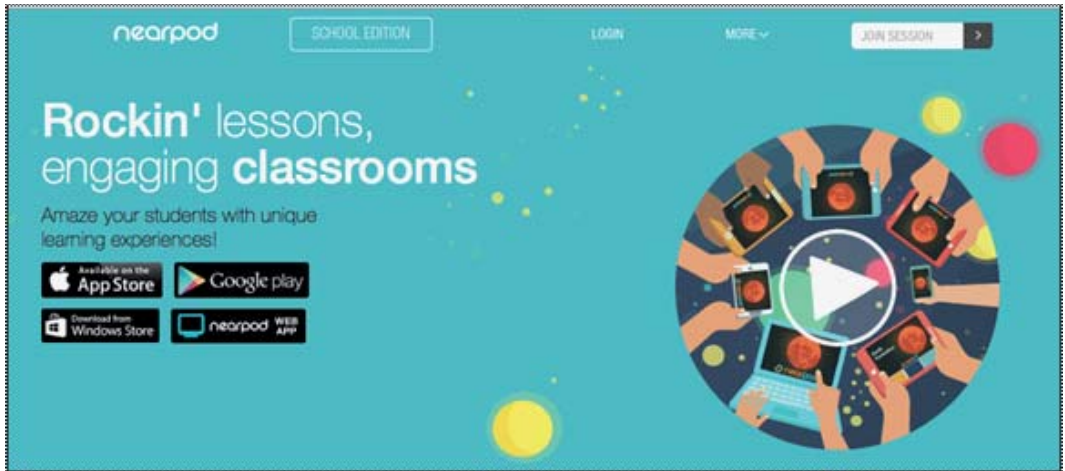 nearpod
SCHOOL EDITION
LOGIN
MORE
JOIN SESSION
Rockin' lessons,
engaging classrooms
Amaze your students with unique
learning experiences!
Available on the
App Store
Google play
Download from
Windows Store
nearpod WEB
APP